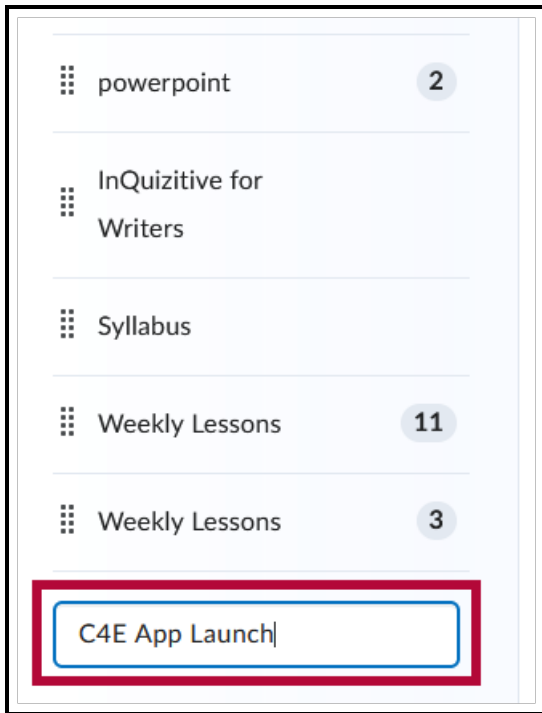 powerpoint 2
InQuizitive for
Writers
Syllabus
Weekly Lessons 11
Weekly Lessons 3
C4E App Launch